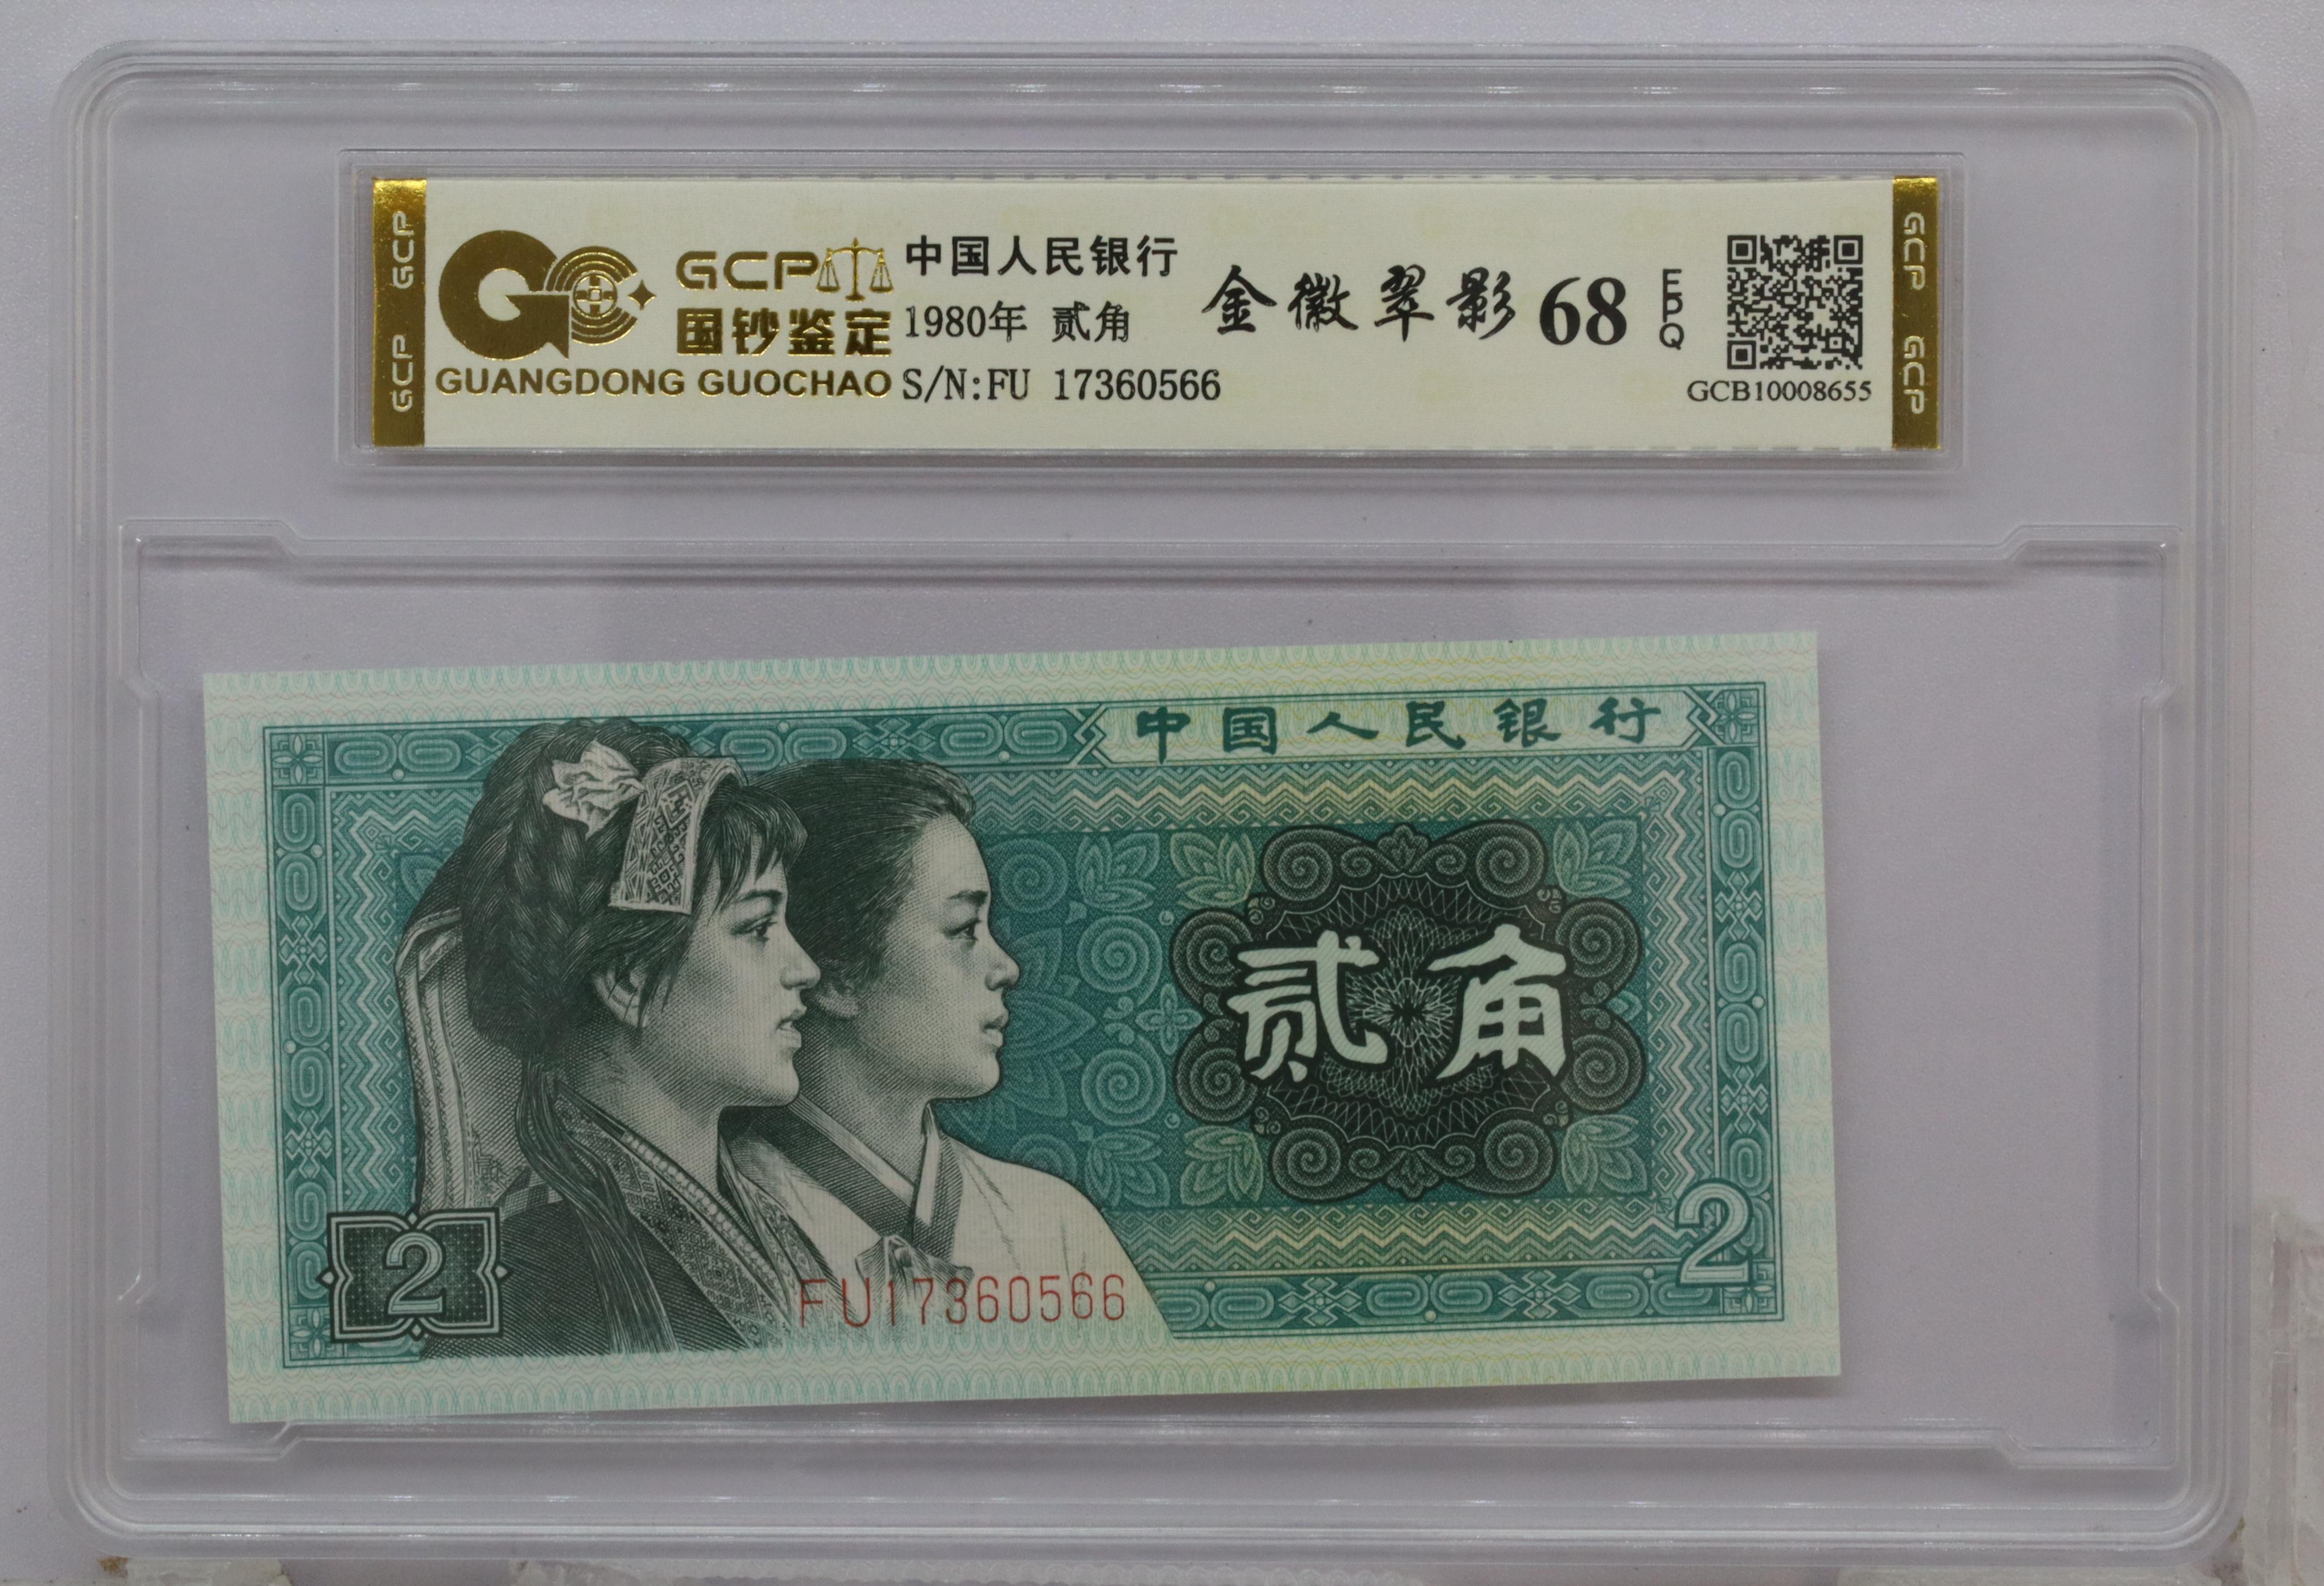 GCP GCP
GCP
国钞鉴定
GUANGDONG GUOCHAO
中国人民银行
1980年 贰角
S/N:FU 17360566
金徽翠影 68 EPQ
GCB10008655
GCP GCP
中国人民银行
2
贰角
2
2
FU17360566